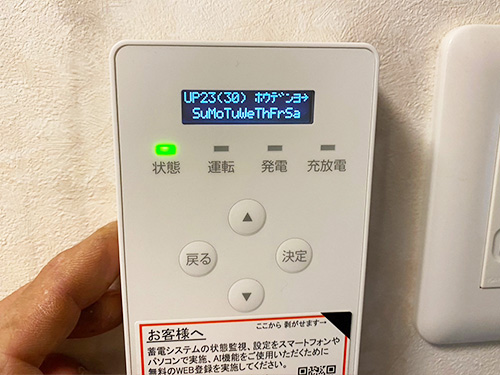 UP23(30) ﾎｳﾃﾞﾝﾖ→
SuMoTuWeThFrSa
状態 運転 発電 充放電
▲
戻る 決定
▼
ここから 剥がせます→
お客様へ
蓄電システムの状態監視、設定をスマートフォンや
パソコンで実施、AI機能をご使用いただくために
無料のWEB登録を実施してください。